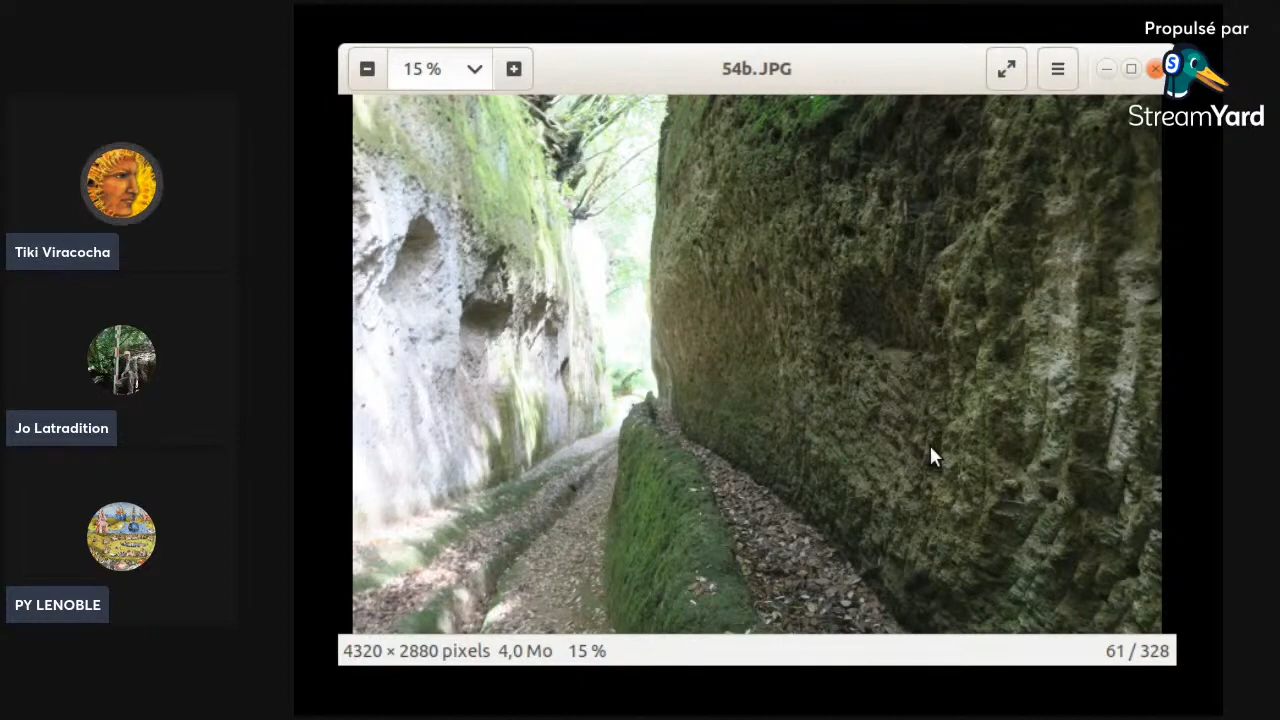 Propulsé par
StreamYard
15 %
54b.JPG
Tiki Viracocha
Jo Latradition
PY LENOBLE
4320 × 2880 pixels 4,0 Mo 15 %
61 / 328